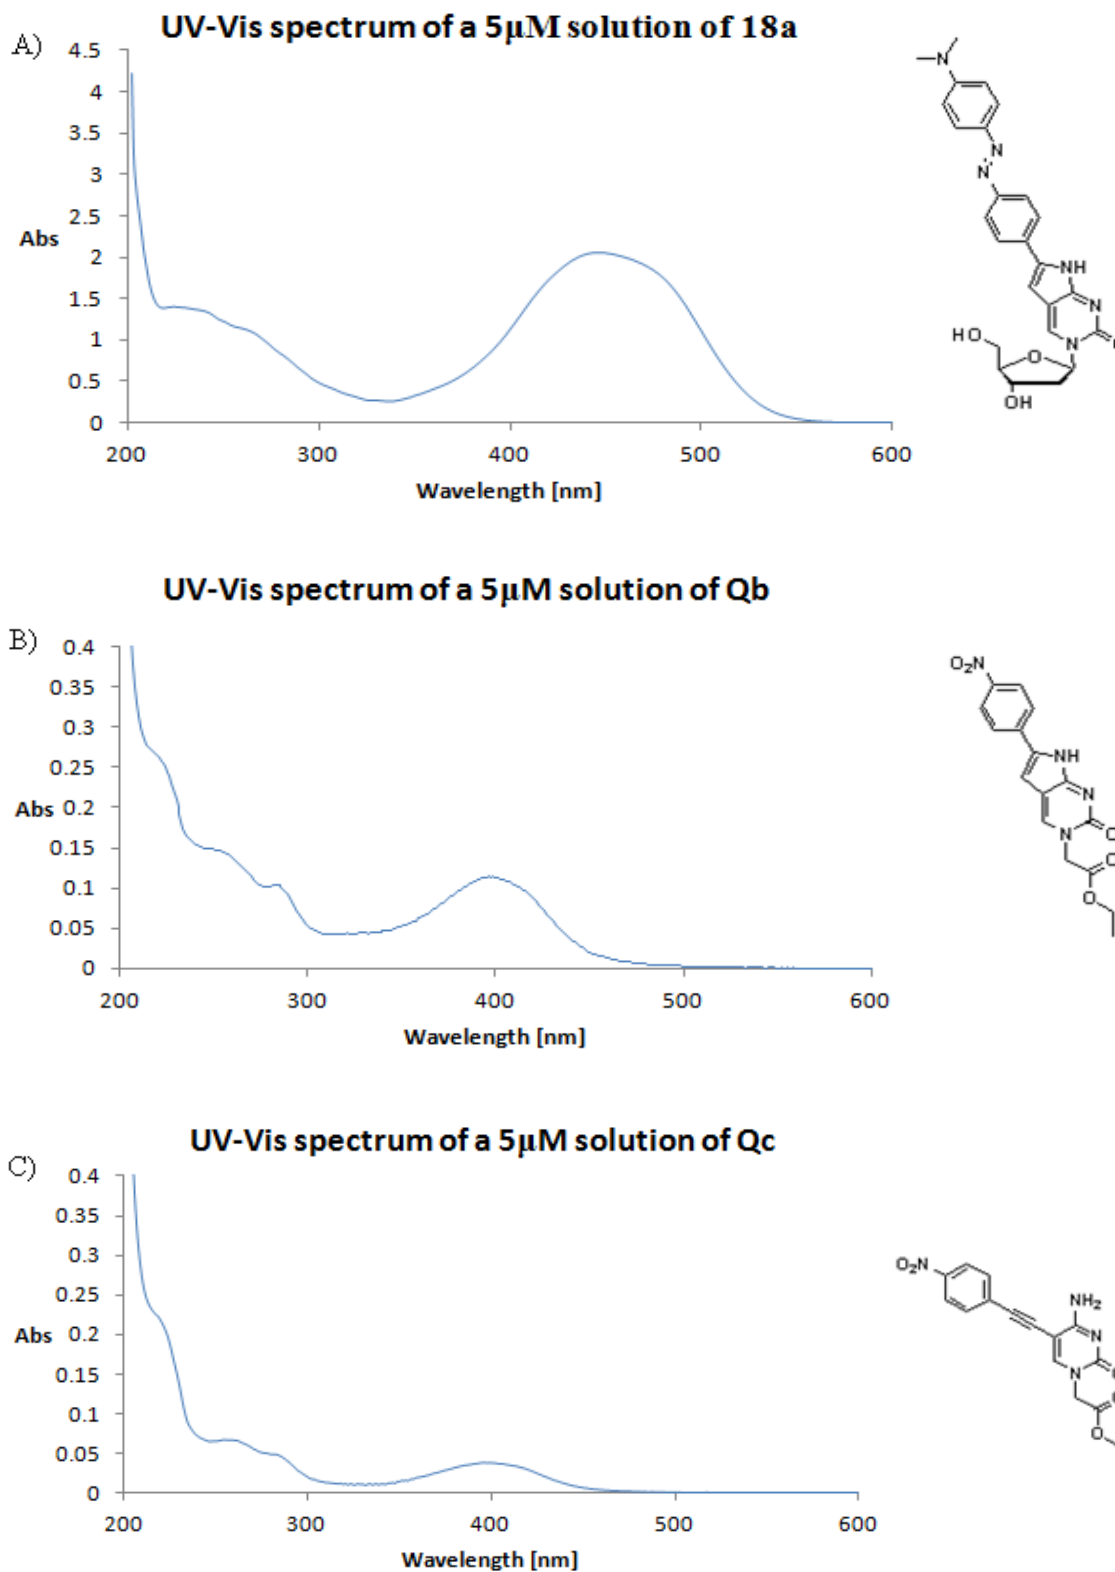 UV-Vis spectrum of a 5μM solution of 18a
A)
4.5
4
3.5
3
2.5
2
1.5
1
0.5
0
Abs
200 300 400 500 600
Wavelength [nm]
N
N
N
NH
N
N
HO
O
OH
UV-Vis spectrum of a 5μM solution of Qb
B)
0.4
0.35
0.3
0.25
0.2
0.15
0.1
0.05
0
Abs
200 300 400 500 600
Wavelength [nm]
O2N
NH
N
N
O
O
O
UV-Vis spectrum of a 5μM solution of Qc
C)
0.4
0.35
0.3
0.25
0.2
0.15
0.1
0.05
0
Abs
200 300 400 500 600
Wavelength [nm]
O2N
NH2
N
N
O